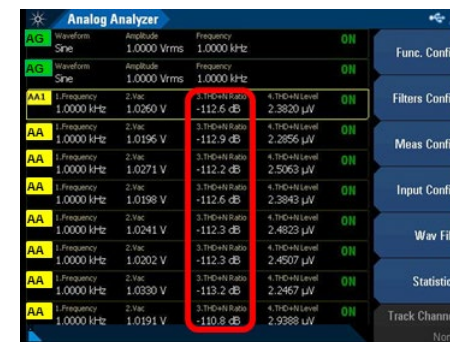 Analog Analyzer
AG Waveform Amplitude Frequency ON
Sine 1.0000 Vrms 1.0000 kHz
AG Waveform Amplitude Frequency ON
Sine 1.0000 Vrms 1.0000 kHz
AA1 1.Frequency 2.Vac 3.THD+N Ratio 4.THD+N Level ON
1.0000 kHz 1.0260 V -112.6 dB 2.3820 µV
AA 1.Frequency 2.Vac 3.THD+N Ratio 4.THD+N Level ON
1.0000 kHz 1.0196 V -112.9 dB 2.2856 µV
AA 1.Frequency 2.Vac 3.THD+N Ratio 4.THD+N Level ON
1.0000 kHz 1.0271 V -112.2 dB 2.5063 µV
AA 1.Frequency 2.Vac 3.THD+N Ratio 4.THD+N Level ON
1.0000 kHz 1.0198 V -112.6 dB 2.3843 µV
AA 1.Frequency 2.Vac 3.THD+N Ratio 4.THD+N Level ON
1.0000 kHz 1.0241 V -112.3 dB 2.4823 µV
AA 1.Frequency 2.Vac 3.THD+N Ratio 4.THD+N Level ON
1.0000 kHz 1.0202 V -112.3 dB 2.4507 µV
AA 1.Frequency 2.Vac 3.THD+N Ratio 4.THD+N Level ON
1.0000 kHz 1.0330 V -113.2 dB 2.2467 µV
AA 1.Frequency 2.Vac 3.THD+N Ratio 4.THD+N Level ON
1.0000 kHz 1.0191 V -110.8 dB 2.9388 µV
Func. Confi
Filters Confi
Meas Confi
Input Confi
Wav Fil
Statistic
Track Channe
Non